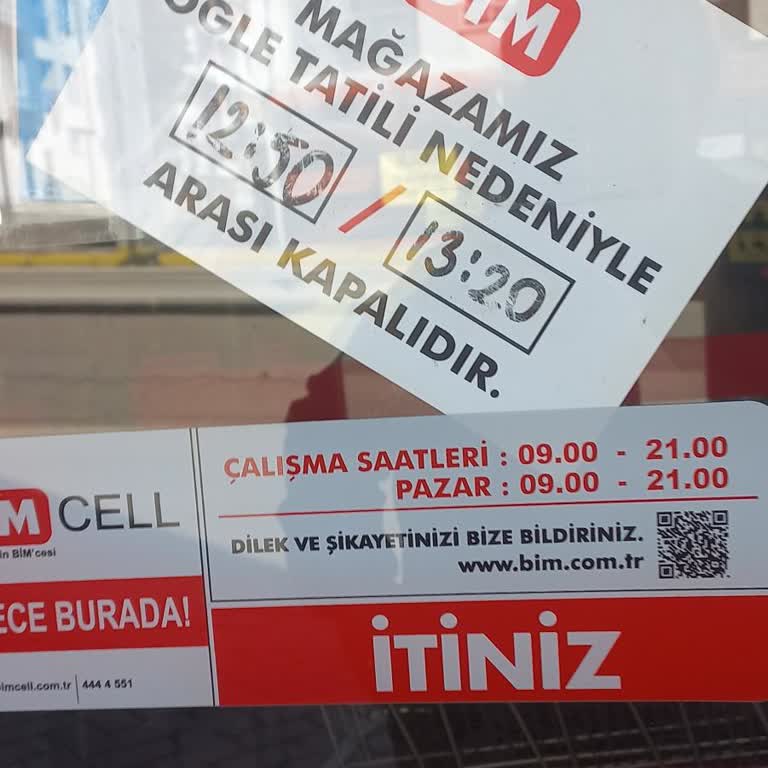 BİM
MAĞAZAMIZ
ÖĞLE TATİLİ NEDENİYLE
12:50 / 13:20
ARASI KAPALIDIR.
ÇALIŞMA SAATLERİ : 09.00 - 21.00
PAZAR : 09.00 - 21.00
DİLEK VE ŞİKAYETİNİZİ BİZE BİLDİRİNİZ.
www.bim.com.tr
İTİNİZ
M CELL
in BİM'cesi
ECE BURADA!
imcell.com.tr | 444 4 551